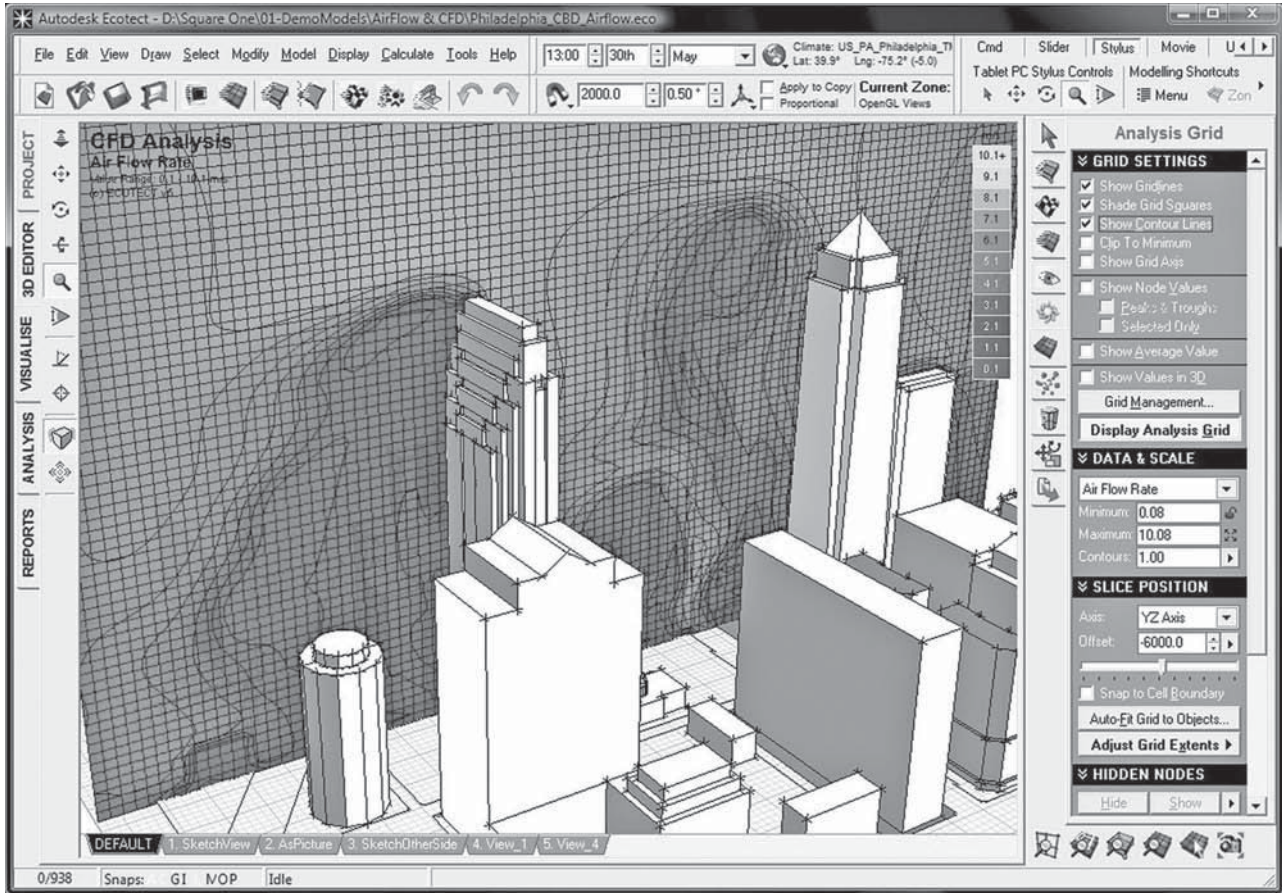 Autodesk Ecotect - D:\Square One\01-DemoModels\AirFlow & CFD\Philadelphia_CBD_Airflow.eco
File Edit View Draw Select Modify Model Display Calculate Tools Help
13:00 30th May
Climate: US_PA_Philadelphia_T
Lat: 39.9° Lng: -75.2° (-5.0)
Cmd Slider Stylus Movie U
Tablet PC Stylus Controls Modelling Shortcuts
Menu Zon
2000.0 0.50 °
Apply to Copy
Proportional
Current Zone:
OpenGL Views
PROJECT
3D EDITOR
VISUALISE
ANALYSIS
REPORTS
CFD Analysis
Air Flow Rate
10.1+
9.1
8.1
7.1
6.1
5.1
4.1
3.1
2.1
1.1
0.1
Analysis Grid
GRID SETTINGS
Show Gridlines
Shade Grid Squares
Show Contour Lines
Clip To Minimum
Show Grid Axis
Show Node Values
Peaks & Troughs
Selected Only
Show Average Value
Show Values in 3D
Grid Management...
Display Analysis Grid
DATA & SCALE
Air Flow Rate
Minimum: 0.08
Maximum: 10.08
Contours: 1.00
SLICE POSITION
Axis: YZ Axis
Offset: -6000.0
Snap to Cell Boundary
Auto-Fit Grid to Objects...
Adjust Grid Extents
HIDDEN NODES
Hide Show
DEFAULT 1. SketchView 2. AsPicture 3. SketchOtherSide 4. View_1 5. View_4
0/938 Snaps: GI MOP Idle